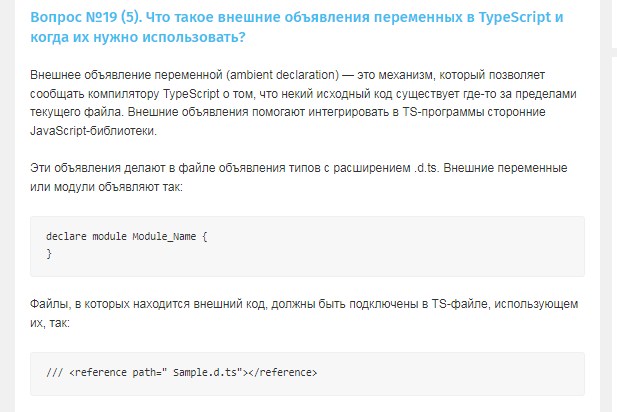 Вопрос №19 (5). Что такое внешние объявления переменных в TypeScript и
когда их нужно использовать?
Внешнее объявление переменной (ambient declaration) — это механизм, который позволяет
сообщать компилятору TypeScript о том, что некий исходный код существует где-то за пределами
текущего файла. Внешние объявления помогают интегрировать в TS-программы сторонние
JavaScript-библиотеки.
Эти объявления делают в файле объявления типов с расширением .d.ts. Внешние переменные
или модули объявляют так:
declare module Module_Name {
}
Файлы, в которых находится внешний код, должны быть подключены в TS-файле, использующем
их, так:
/// <reference path=" Sample.d.ts"></reference>